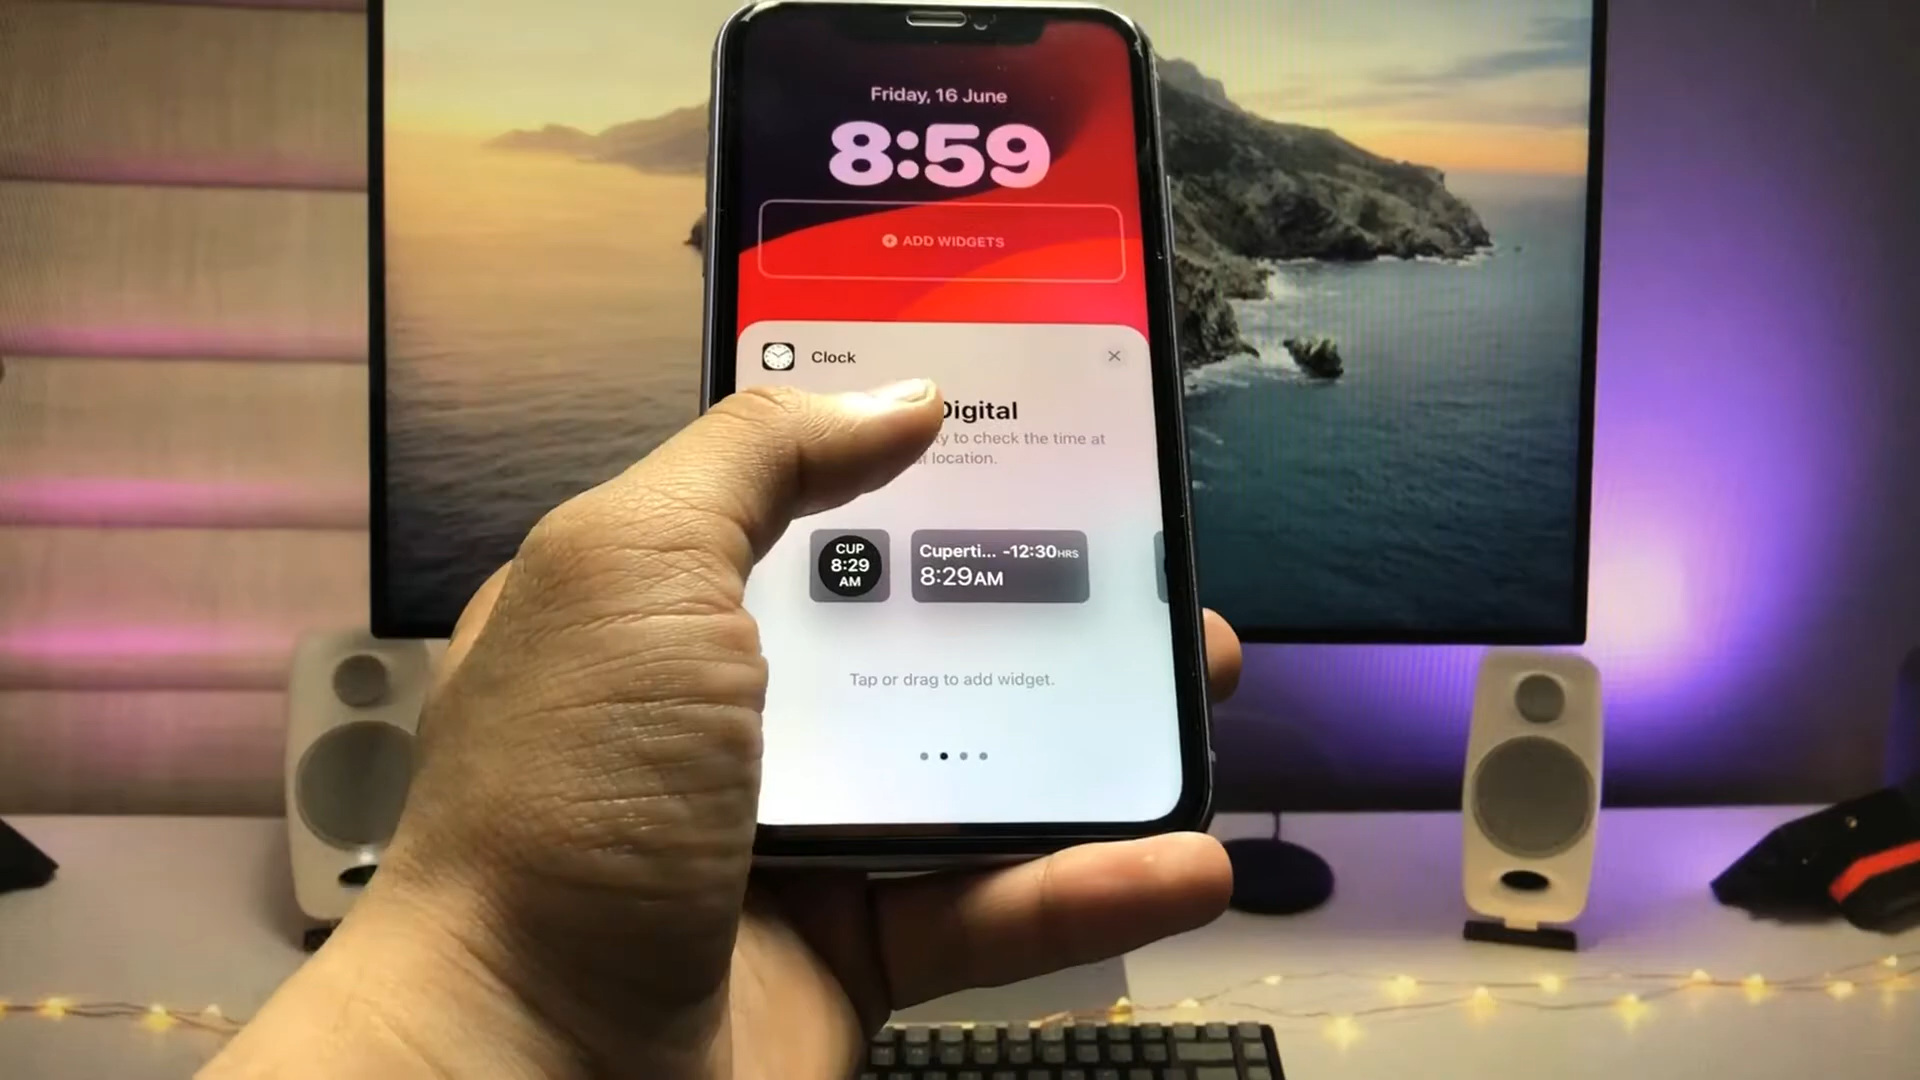 Friday, 16 June
8:59
ADD WIDGETS
Clock
Digital
to check the time at
location.
CUP
8:29
AM
Cuperti... -12:30HRS
8:29AM
Tap or drag to add widget.